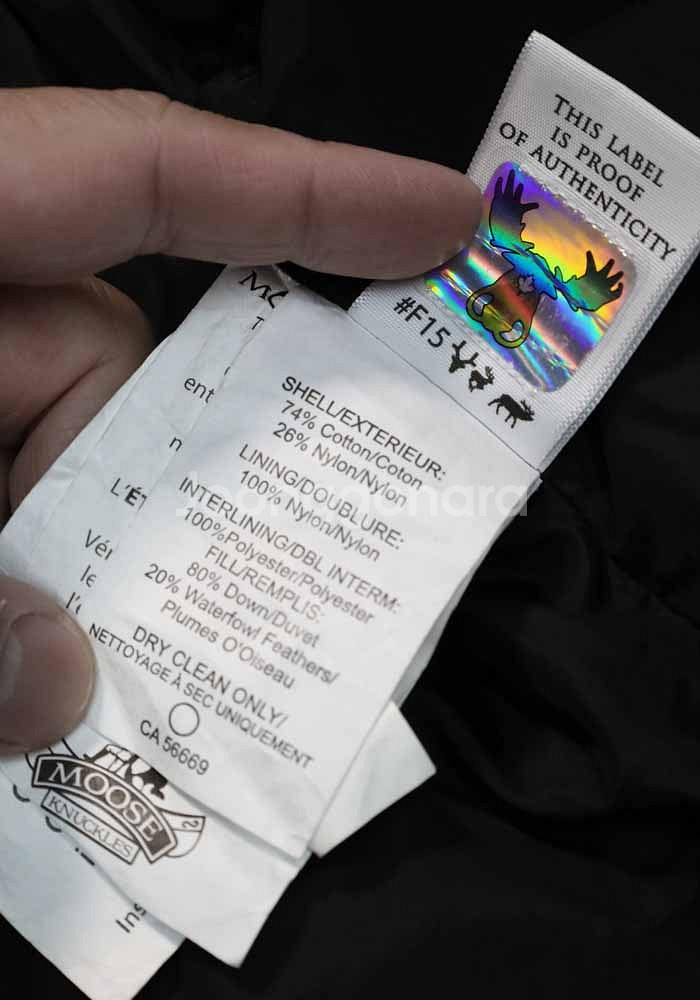 THIS LABEL
IS PROOF
OF AUTHENTICITY
#F15
SHELL/EXTERIEUR:
74% Cotton/Coton
26% Nylon/Nylon
LINING/DOUBLURE:
100% Nylon/Nylon
INTERLINING/DBL INTERM:
100%Polyester/Polyester
FILL/REMPLIS:
80% Down/Duvet
20% Waterfowl Feathers/
Plumes O'Oiseau
DRY CLEAN ONLY/
NETTOYAGE À SEC UNIQUEMENT
CA 56669
MOOSE
KNUCKLES